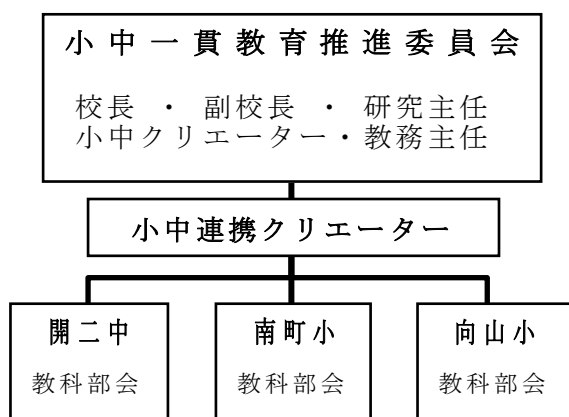 小中一貫教育推進委員会
校長 ・ 副校長 ・ 研究主任
小中クリエーター・教務主任
小中連携クリエーター
開二中
教科部会
南町小
教科部会
向山小
教科部会